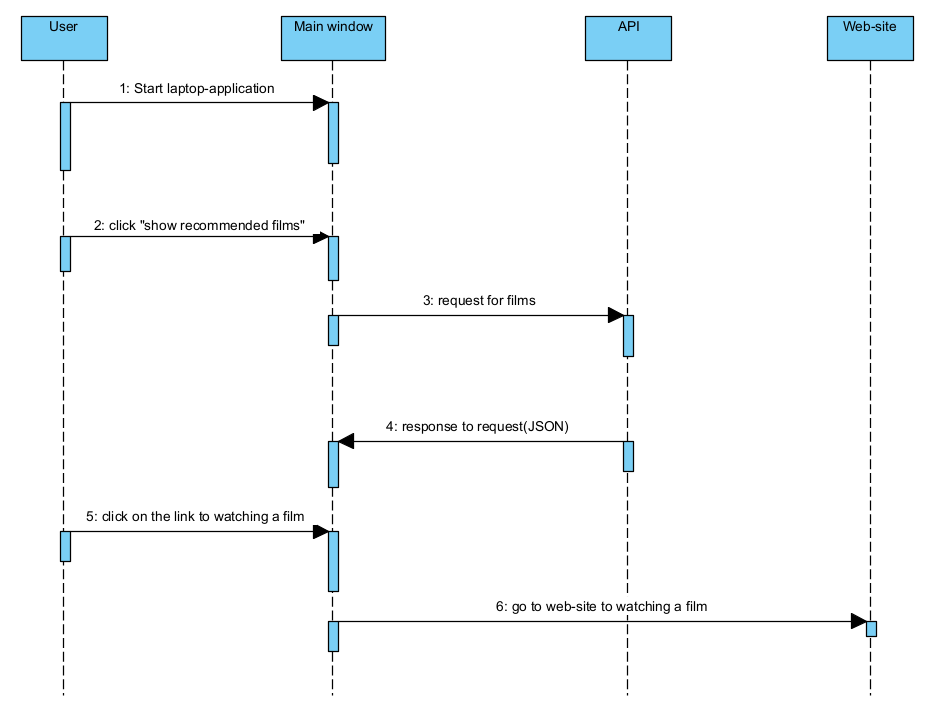 User
Main window
API
Web-site
1: Start laptop-application
2: click "show recommended films"
3: request for films
4: response to request(JSON)
5: click on the link to watching a film
6: go to web-site to watching a film